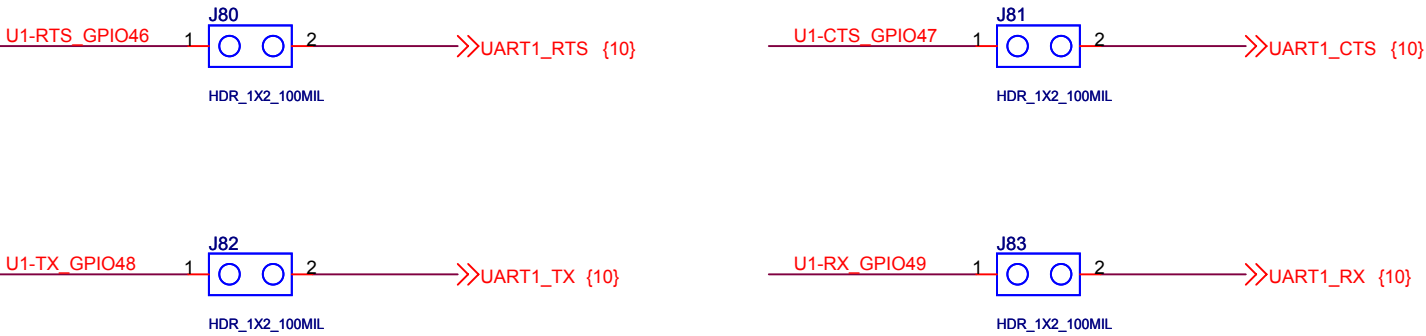 J80
U1-RTS_GPIO46 1 2 UART1_RTS {10}
HDR_1X2_100MIL
J81
U1-CTS_GPIO47 1 2 UART1_CTS {10}
HDR_1X2_100MIL
J82
U1-TX_GPIO48 1 2 UART1_TX {10}
HDR_1X2_100MIL
J83
U1-RX_GPIO49 1 2 UART1_RX {10}
HDR_1X2_100MIL